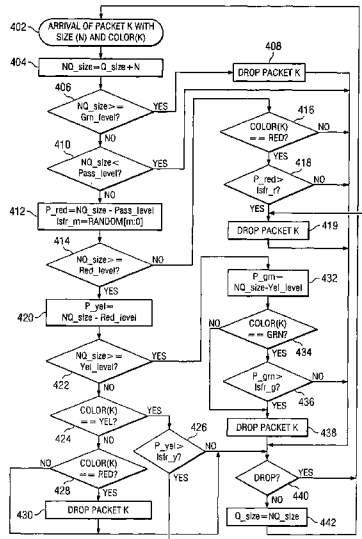 402
ARRIVAL OF PACKET K WITH
SIZE (N) AND COLOR(K)
404
NQ_size=Q_size+N
406
NQ_size>=
Grn_level?
YES
NO
408
DROP PACKET K
410
NQ_size<
Pass_level?
YES
NO
412
P_red=NQ_size - Pass_level
lsfr_m=RANDOM[m:0]
414
NQ_size>=
Red_level?
NO
YES
416
COLOR(K)
== RED?
NO
YES
418
P_red>
lsfr_r?
NO
YES
DROP PACKET K
419
420
P_yel=
NQ_size - Red_level
NQ_size>=
Yel_level?
YES
422
NO
P_grn=
NQ_size-Yel_level
432
COLOR(K)
== GRN?
NO
434
YES
P_grn>
lsfr_g?
NO
436
YES
DROP PACKET K
438
COLOR(K)
== YEL?
YES
424
NO
426
P_yel>
lsfr_y?
NO
YES
NO
COLOR(K)
== RED?
428
YES
430
DROP PACKET K
DROP?
YES
440
NO
Q_size=NQ_size
442